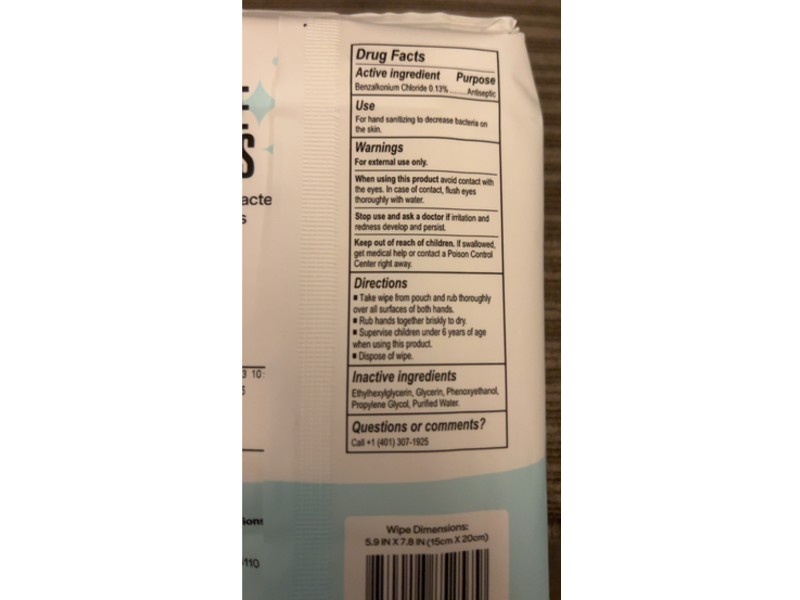 Drug Facts
Active ingredient Purpose
Benzalkonium Chloride 0.13%.......Antiseptic
Use
For hand sanitizing to decrease bacteria on
the skin.
Warnings
For external use only.
When using this product avoid contact with
the eyes. In case of contact, flush eyes
thoroughly with water.
Stop use and ask a doctor if irritation and
redness develop and persist.
Keep out of reach of children. If swallowed,
get medical help or contact a Poison Control
Center right away.
Directions
▪ Take wipe from pouch and rub thoroughly
over all surfaces of both hands.
▪ Rub hands together briskly to dry.
▪ Supervise children under 6 years of age
when using this product.
▪ Dispose of wipe.
Inactive ingredients
Ethylhexylglycerin, Glycerin, Phenoxyethanol,
Propylene Glycol, Purified Water.
Questions or comments?
Call +1 (401) 307-1925
Wipe Dimensions:
5.9 IN X 7.8 IN (15cm X 20cm)
S
acte
s
3 10:
110